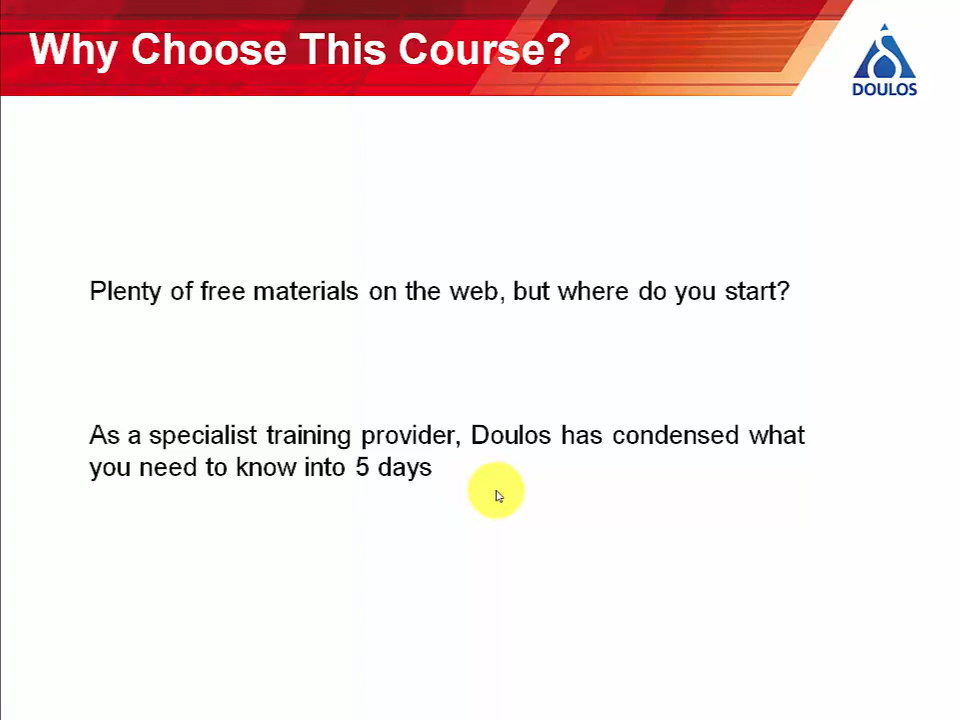 Why Choose This Course?
DOULOS
Plenty of free materials on the web, but where do you start?
As a specialist training provider, Doulos has condensed what
you need to know into 5 days